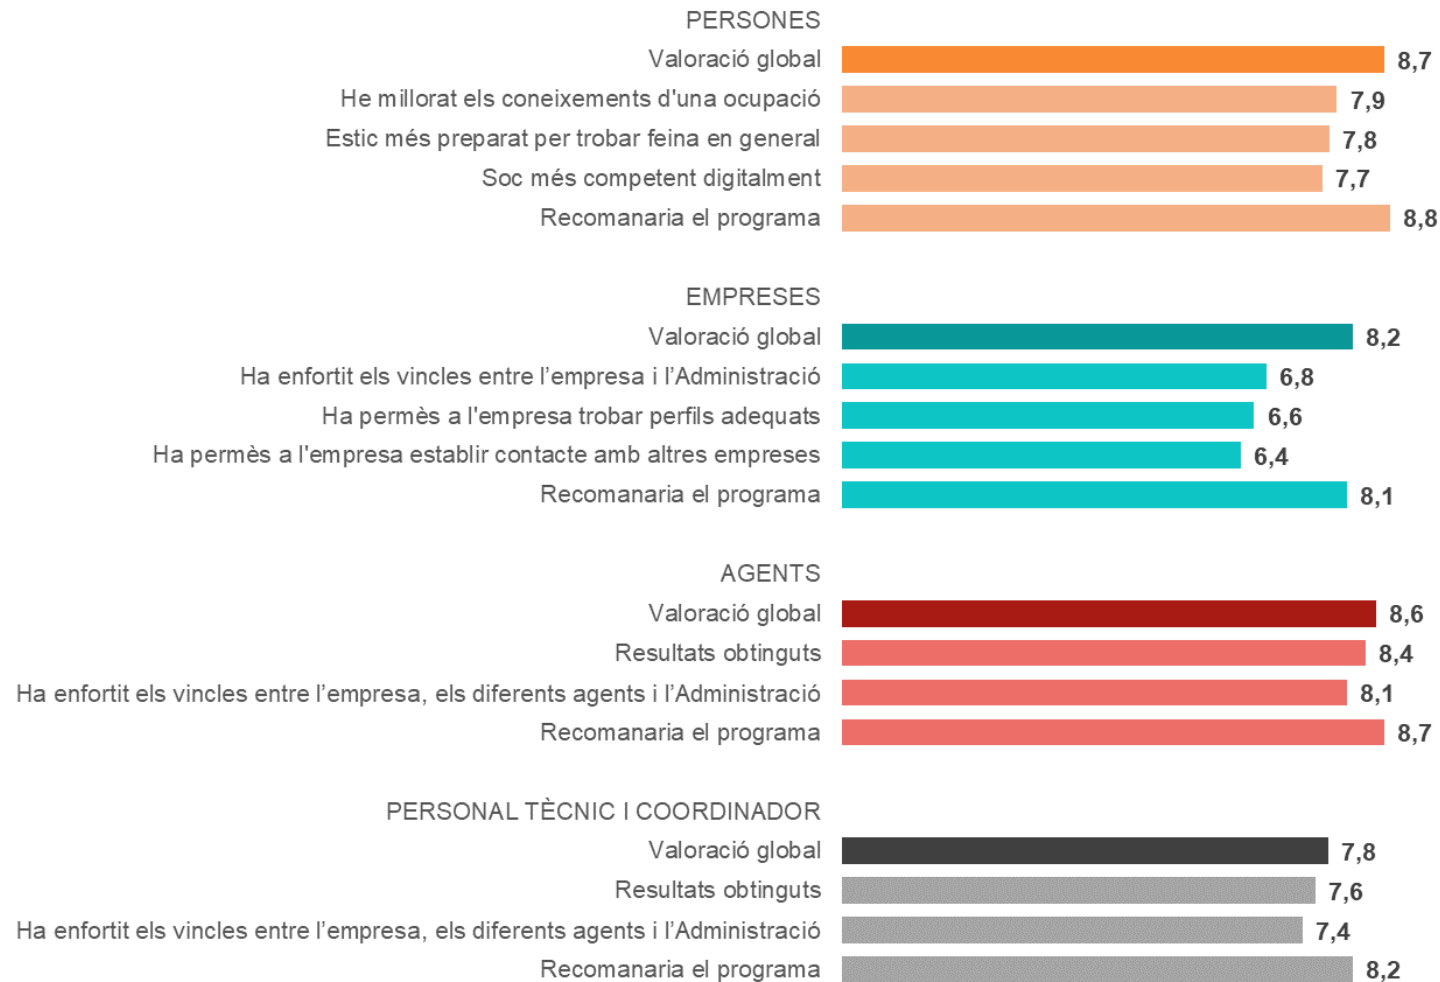 PERSONES
Valoració global 8,7
He millorat els coneixements d'una ocupació 7,9
Estic més preparat per trobar feina en general 7,8
Soc més competent digitalment 7,7
Recomanaria el programa 8,8
EMPRESES
Valoració global 8,2
Ha enfortit els vincles entre l’empresa i l’Administració 6,8
Ha permès a l'empresa trobar perfils adequats 6,6
Ha permès a l'empresa establir contacte amb altres empreses 6,4
Recomanaria el programa 8,1
AGENTS
Valoració global 8,6
Resultats obtinguts 8,4
Ha enfortit els vincles entre l’empresa, els diferents agents i l’Administració 8,1
Recomanaria el programa 8,7
PERSONAL TÈCNIC I COORDINADOR
Valoració global 7,8
Resultats obtinguts 7,6
Ha enfortit els vincles entre l’empresa, els diferents agents i l’Administració 7,4
Recomanaria el programa 8,2